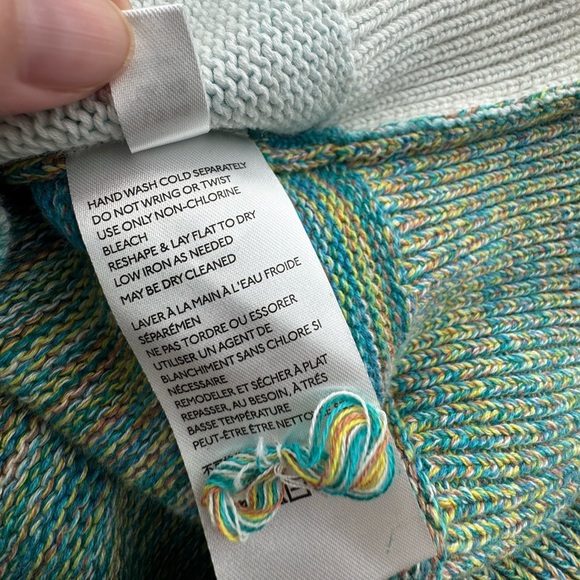 HAND WASH COLD SEPARATELY
DO NOT WRING OR TWIST
USE ONLY NON-CHLORINE
BLEACH
RESHAPE & LAY FLAT TO DRY
LOW IRON AS NEEDED
MAY BE DRY CLEANED
LAVER À LA MAIN À L'EAU FROIDE
SÉPARÉMEN
NE PAS TORDRE OU ESSORER
UTILISER UN AGENT DE
BLANCHIMENT SANS CHLORE SI
NÉCESSAIRE
REMODELER ET SÉCHER À PLAT
REPASSER, AU BESOIN, À TRÉS
BASSE TEMPÉRATURE
PEUT-ÊTRE ÊTRE NETTO